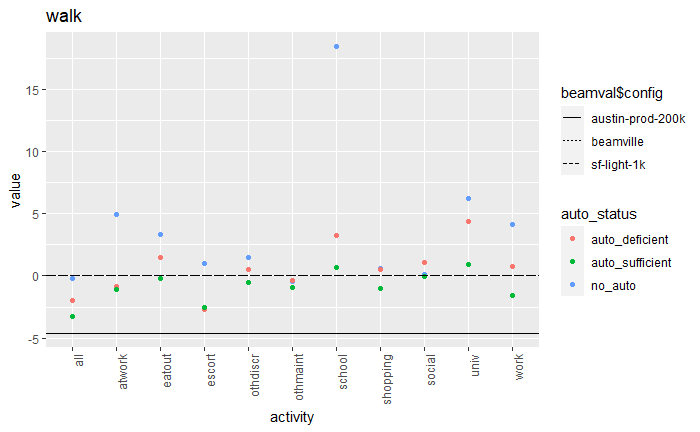 walk
value
15
10
5
0
-5
all
atwork
eatout
escort
othdiscr
othmaint
school
shopping
social
univ
work
activity
beamval$config
austin-prod-200k
beamville
sf-light-1k
auto_status
auto_deficient
auto_sufficient
no_auto